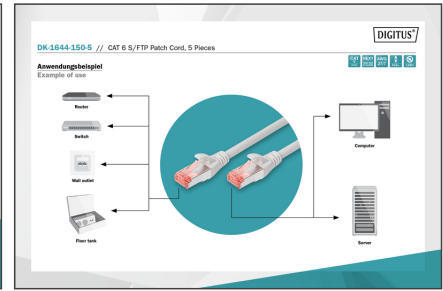 DIGITUS®
DK-1644-150-5 // CAT 6 S/FTP Patch Cord, 5 Pieces
Anwendungsbeispiel
Example of use
Router
Switch
Wall outlet
Floor tank
Computer
Server